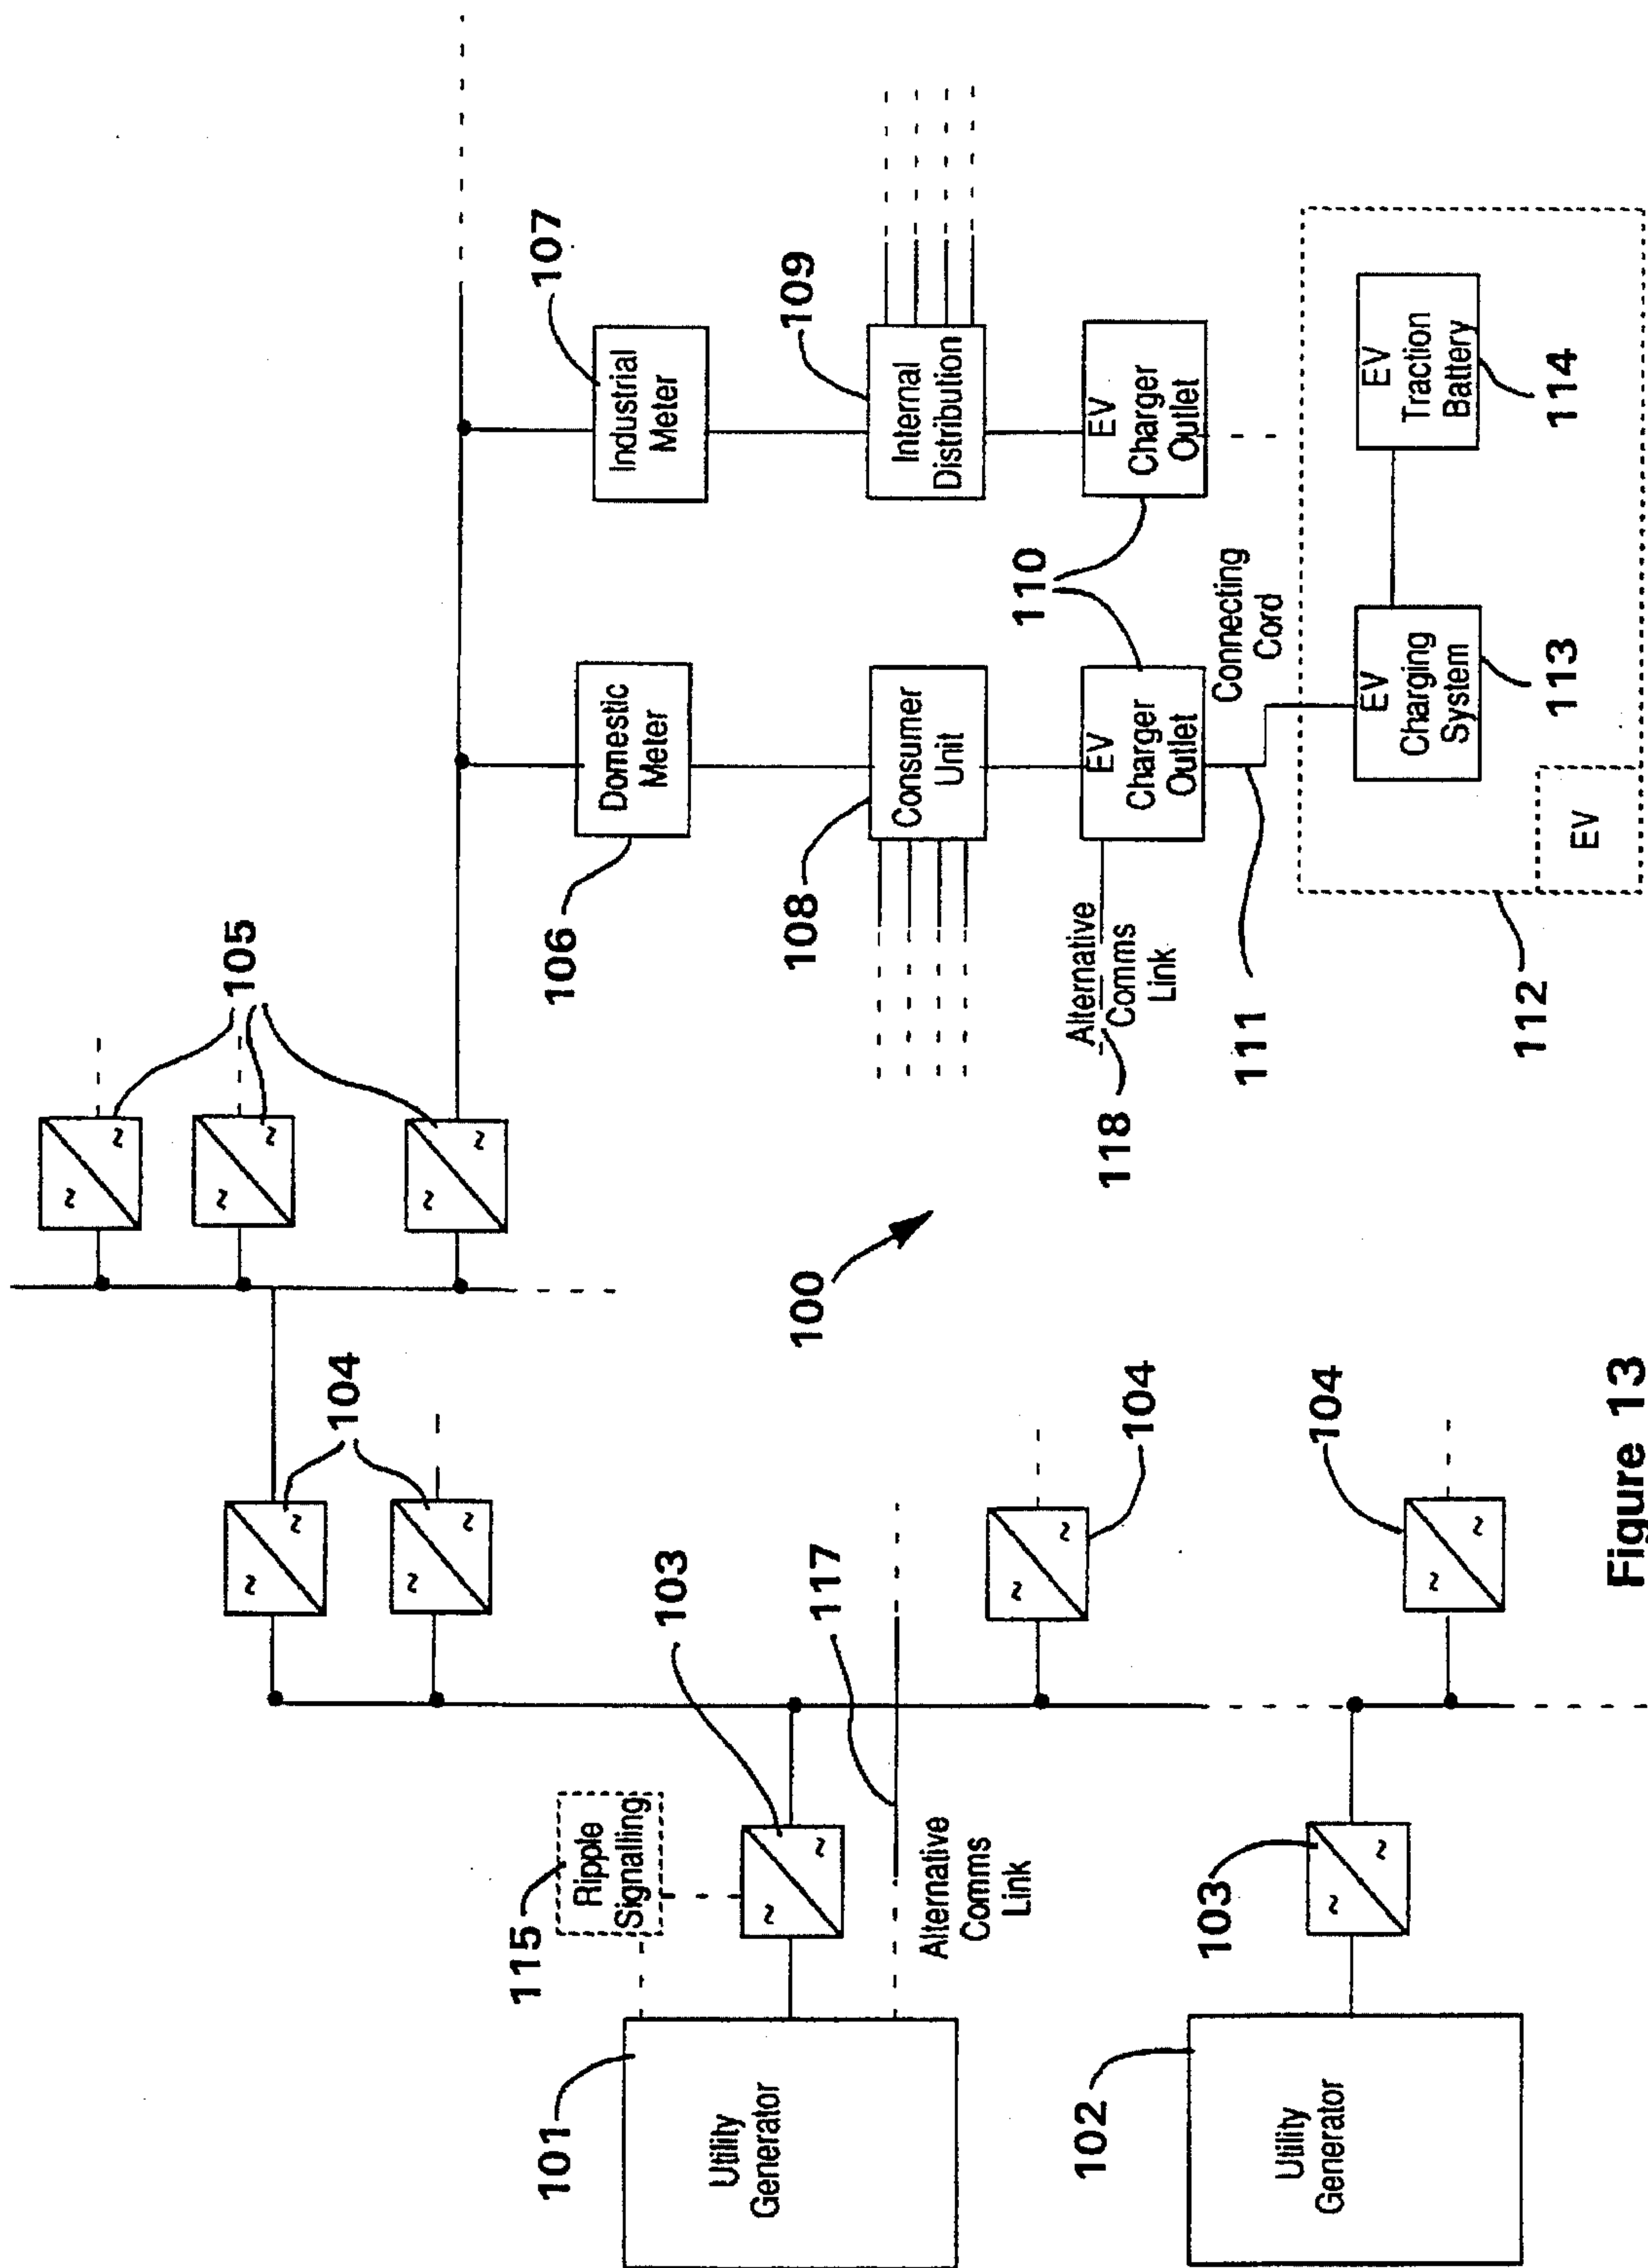 105
107
Industrial
Meter
109
Internal
Distribution
EV
Charger
Outlet
110
Domestic
Meter
106
Consumer
Unit
108
EV
Charger
Outlet
Connecting
Cord
EV
Traction
Battery
114
EV
Charging
System
113
EV
112
111
Alternative
Comms
Link
118
100
104
104
104
103
117
115
Ripple
Signalling
Alternative
Comms
Link
103
101
Utility
Generator
102
Utility
Generator
~ ~
~ ~
~ ~
~ ~
~ ~
~ ~
~ ~
~ ~
~ ~
Figure 13